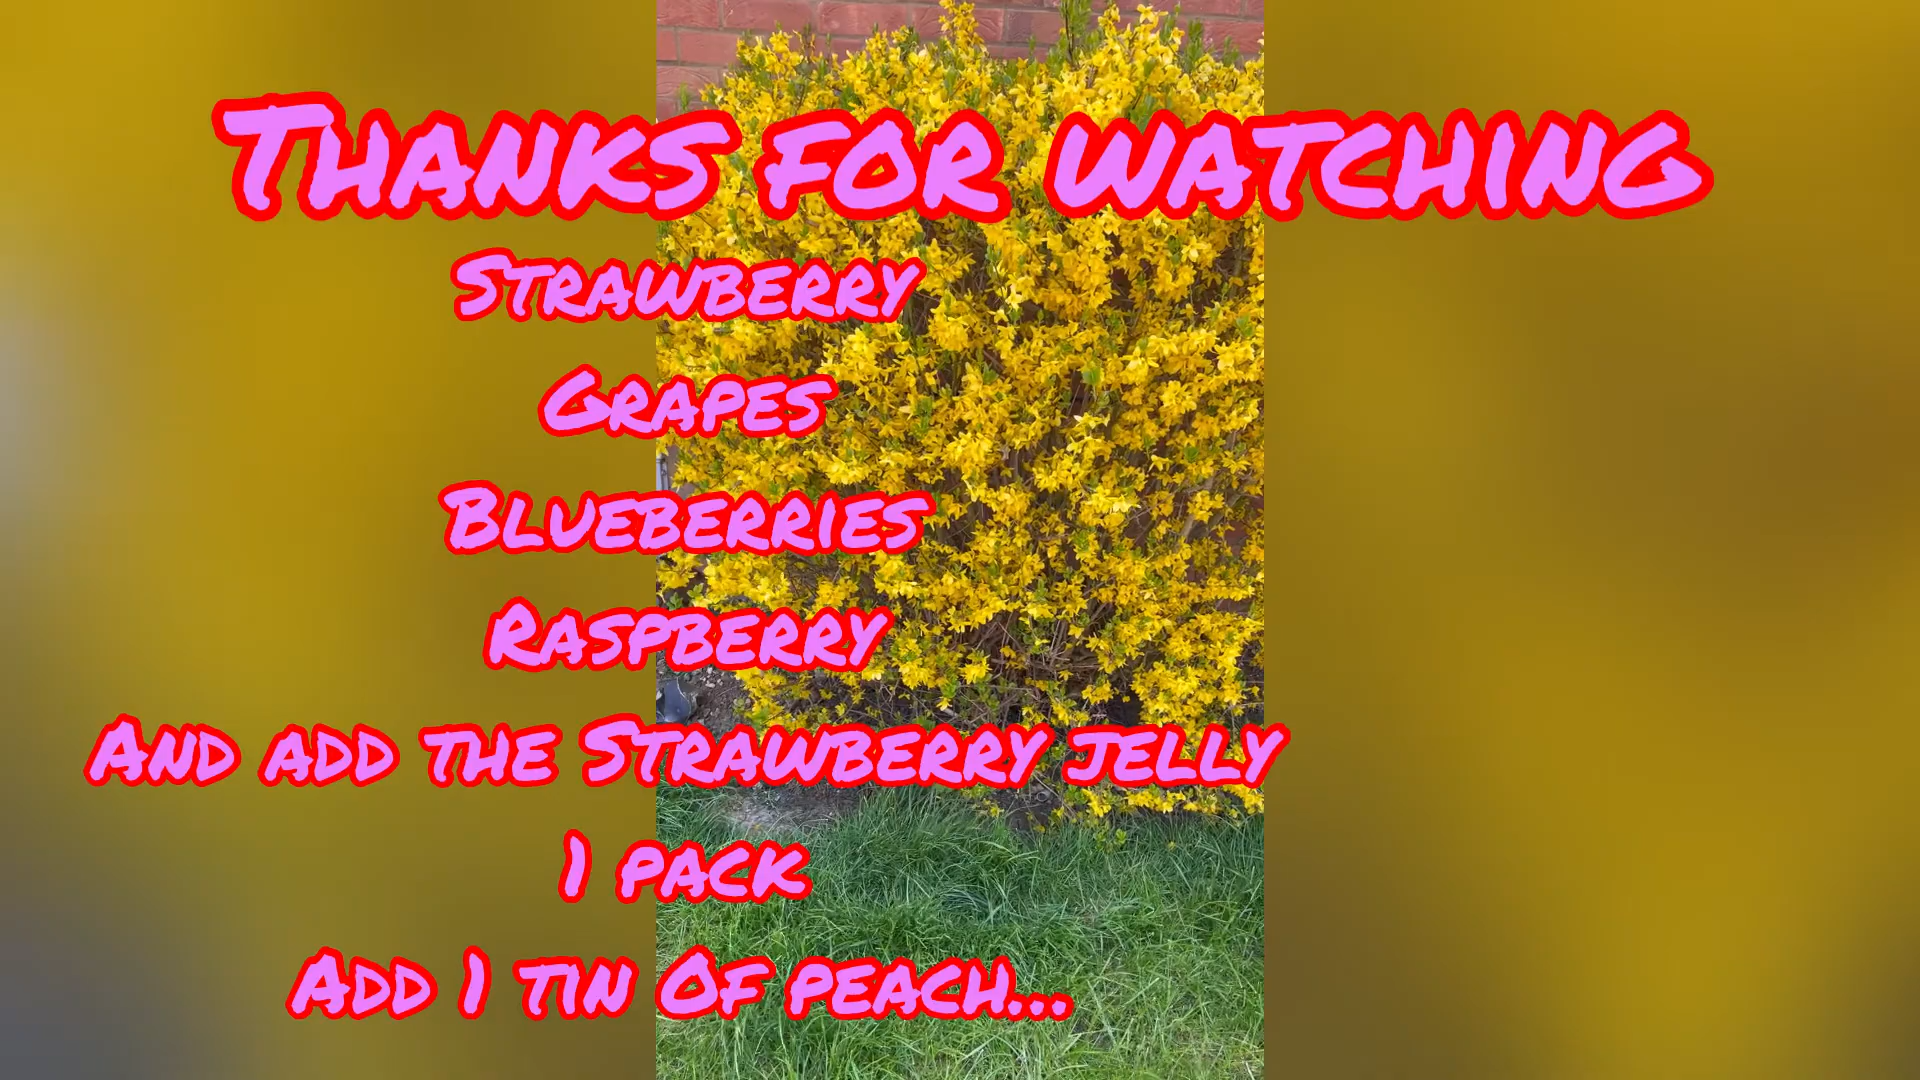 Thanks for watching
Strawberry
Grapes
Blueberries
Raspberry
And add the Strawberry jelly
1 pack
Add 1 tin Of peach...